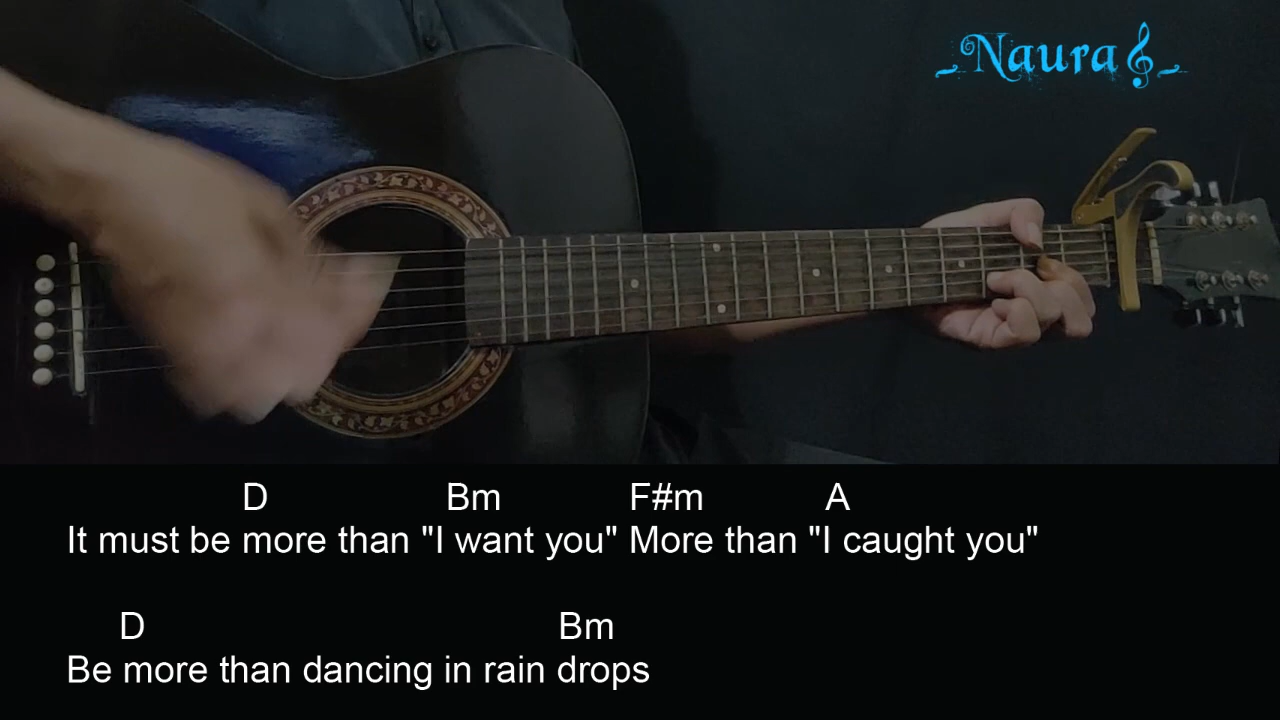 Naura
D Bm F#m A
It must be more than "I want you" More than "I caught you"
D Bm
Be more than dancing in rain drops